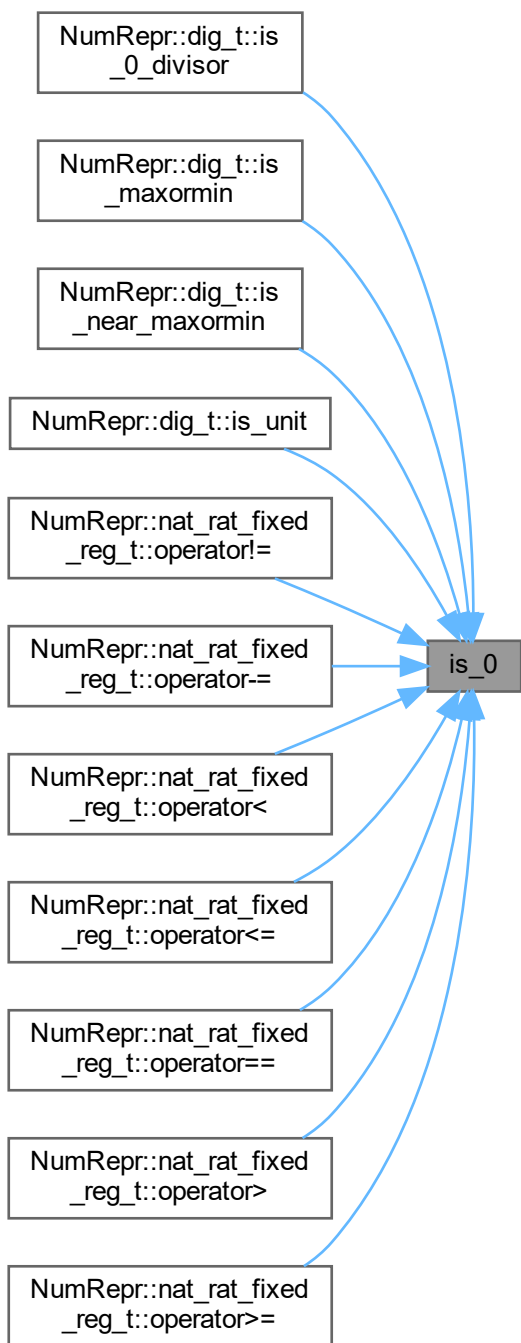 NumRepr::dig_t::is
_0_divisor
NumRepr::dig_t::is
_maxormin
NumRepr::dig_t::is
_near_maxormin
NumRepr::dig_t::is_unit
NumRepr::nat_rat_fixed
_reg_t::operator!=
NumRepr::nat_rat_fixed
_reg_t::operator-=
is_0
NumRepr::nat_rat_fixed
_reg_t::operator<
NumRepr::nat_rat_fixed
_reg_t::operator<=
NumRepr::nat_rat_fixed
_reg_t::operator==
NumRepr::nat_rat_fixed
_reg_t::operator>
NumRepr::nat_rat_fixed
_reg_t::operator>=